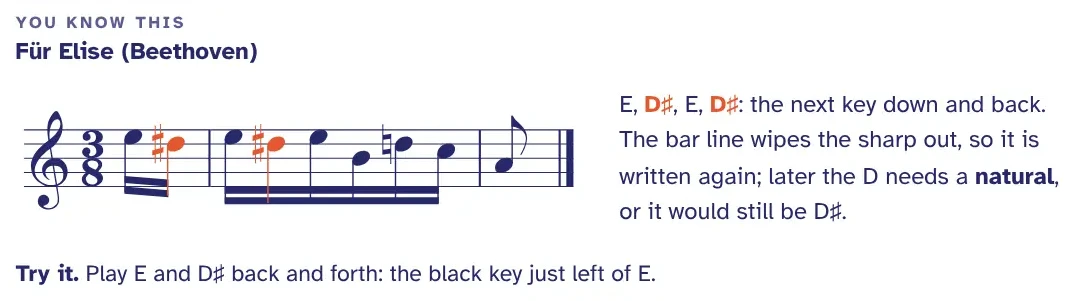 YOU KNOW THIS
Für Elise (Beethoven)
3
8
E, D♯, E, D♯: the next key down and back.
The bar line wipes the sharp out, so it is
written again; later the D needs a natural,
or it would still be D♯.
Try it. Play E and D♯ back and forth: the black key just left of E.